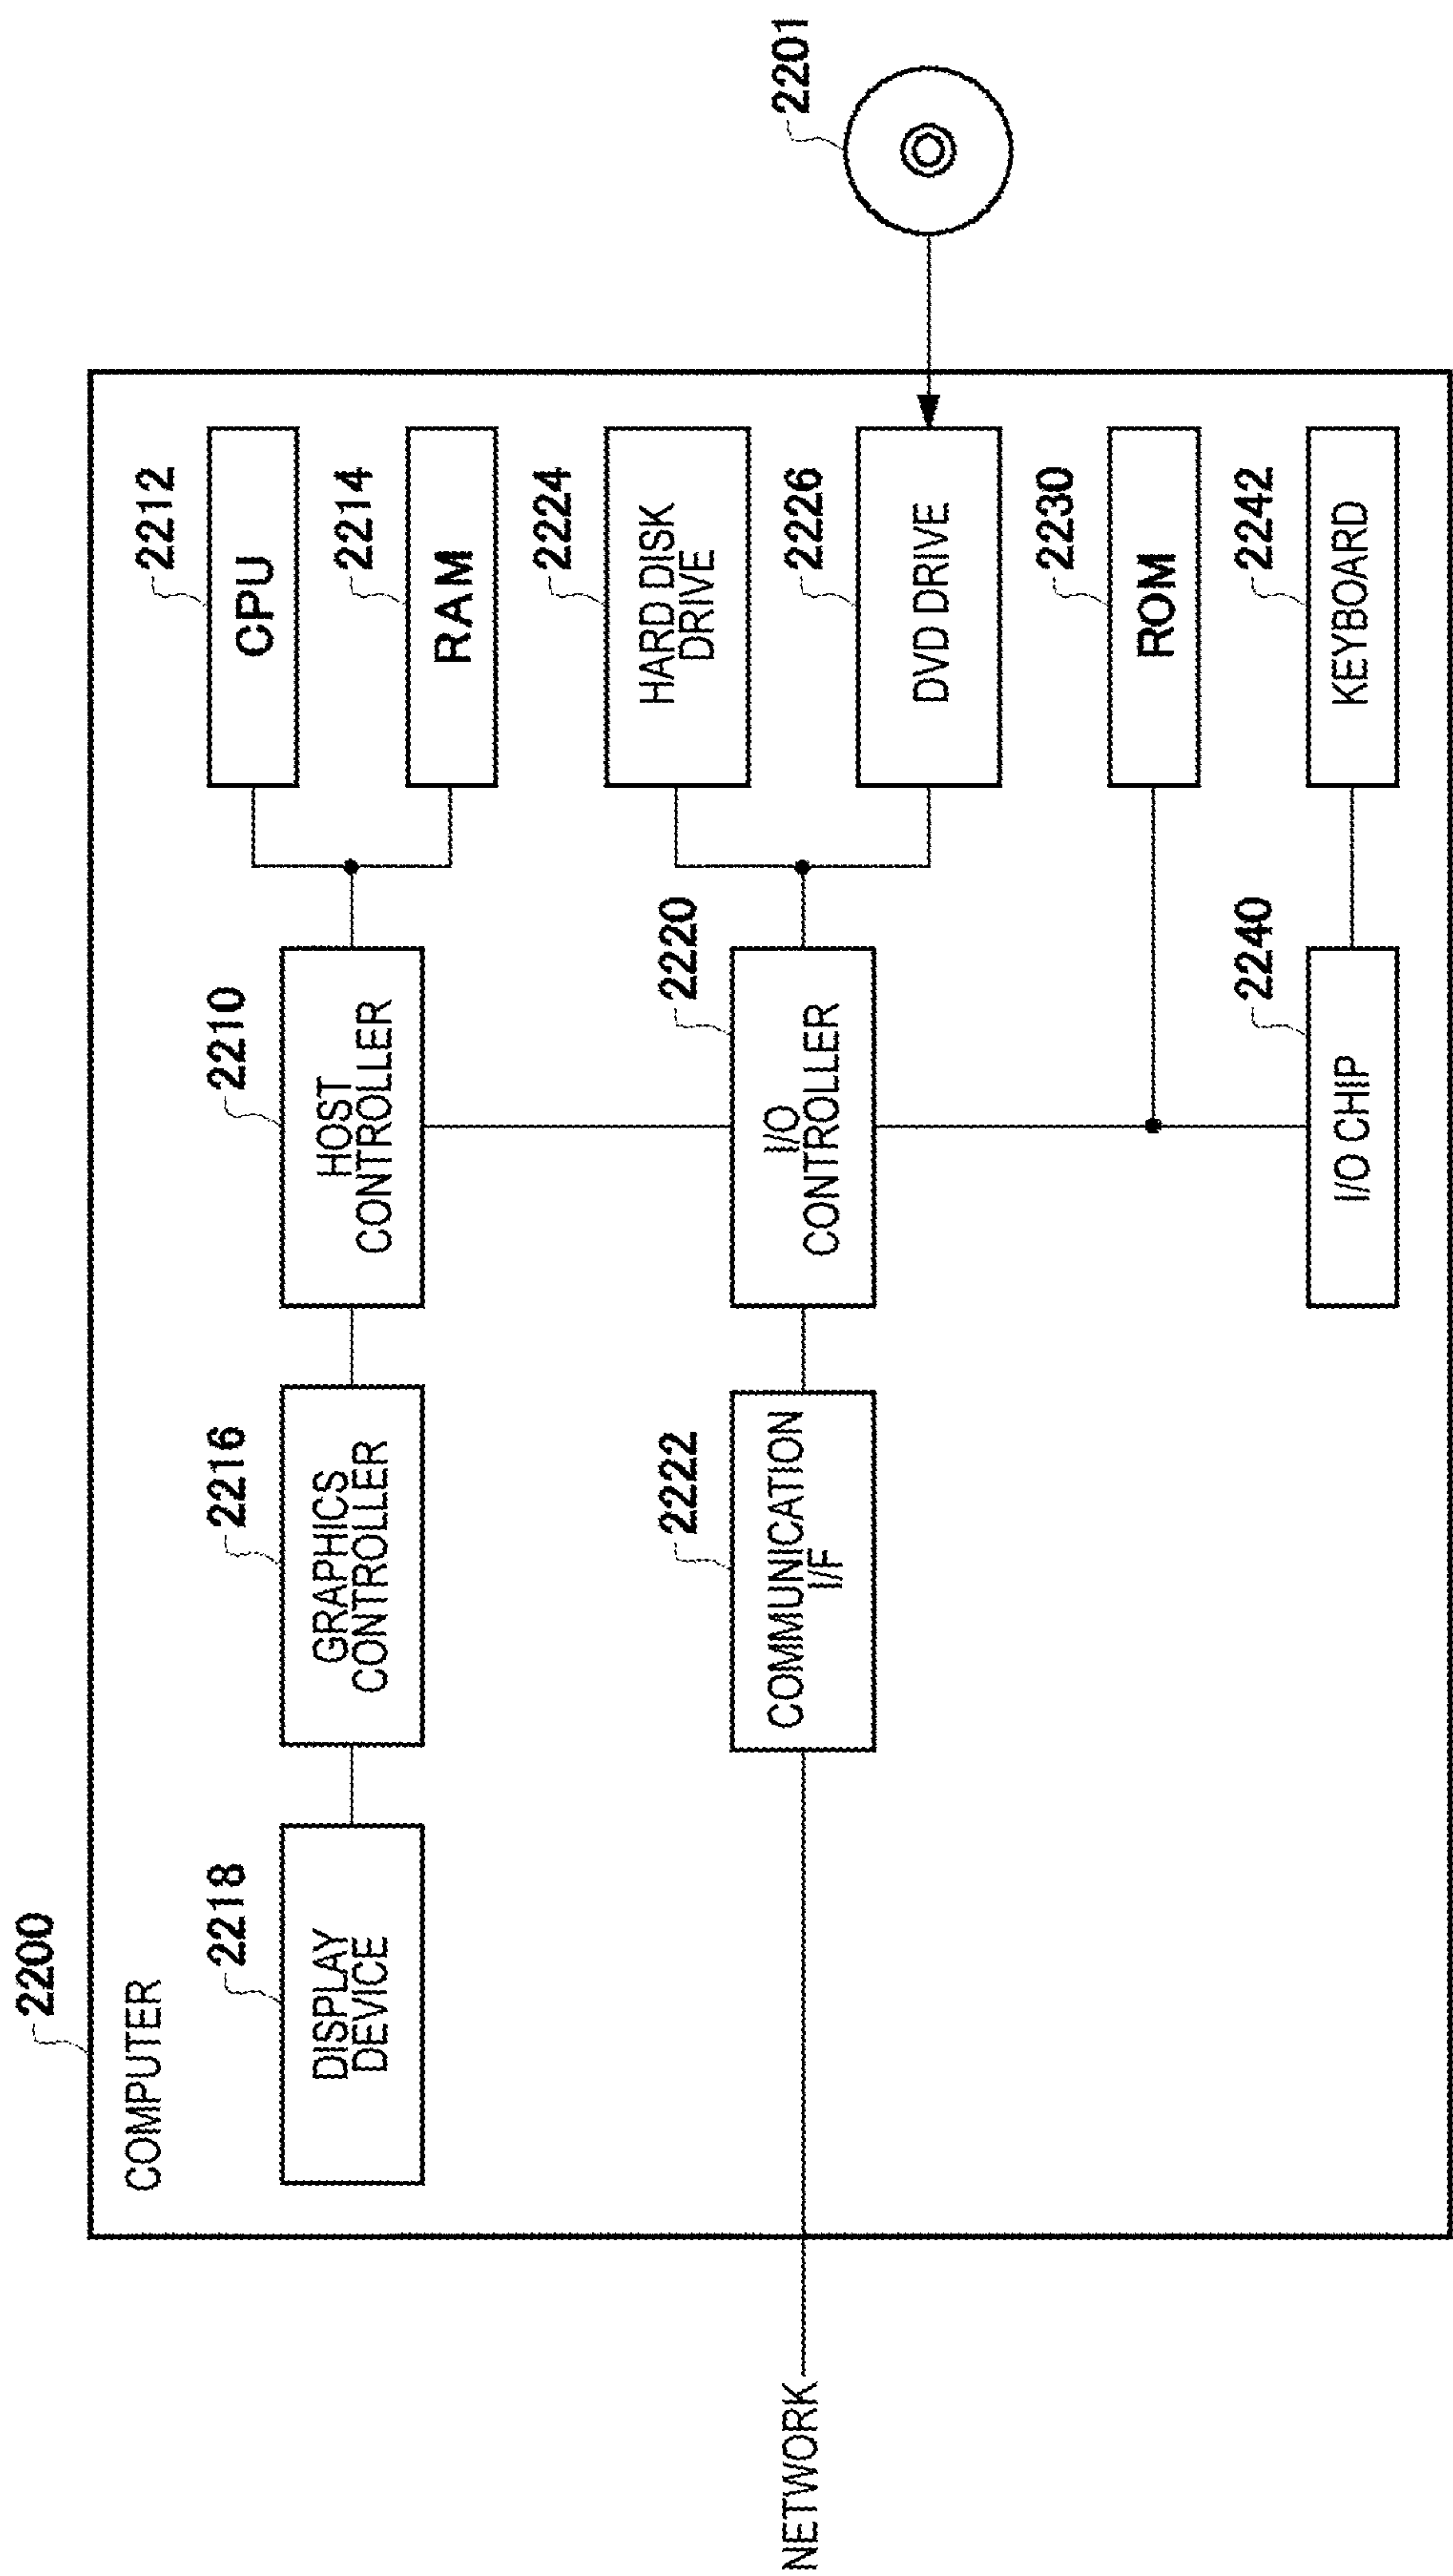 2200
COMPUTER
2212
CPU
2210
HOST
CONTROLLER
2216
GRAPHICS
CONTROLLER
2218
DISPLAY
DEVICE
2214
RAM
2224
HARD DISK
DRIVE
2201
2220
I/O
CONTROLLER
2222
COMMUNICATION
I/F
NETWORK
2226
DVD DRIVE
2230
ROM
2240
I/O CHIP
2242
KEYBOARD